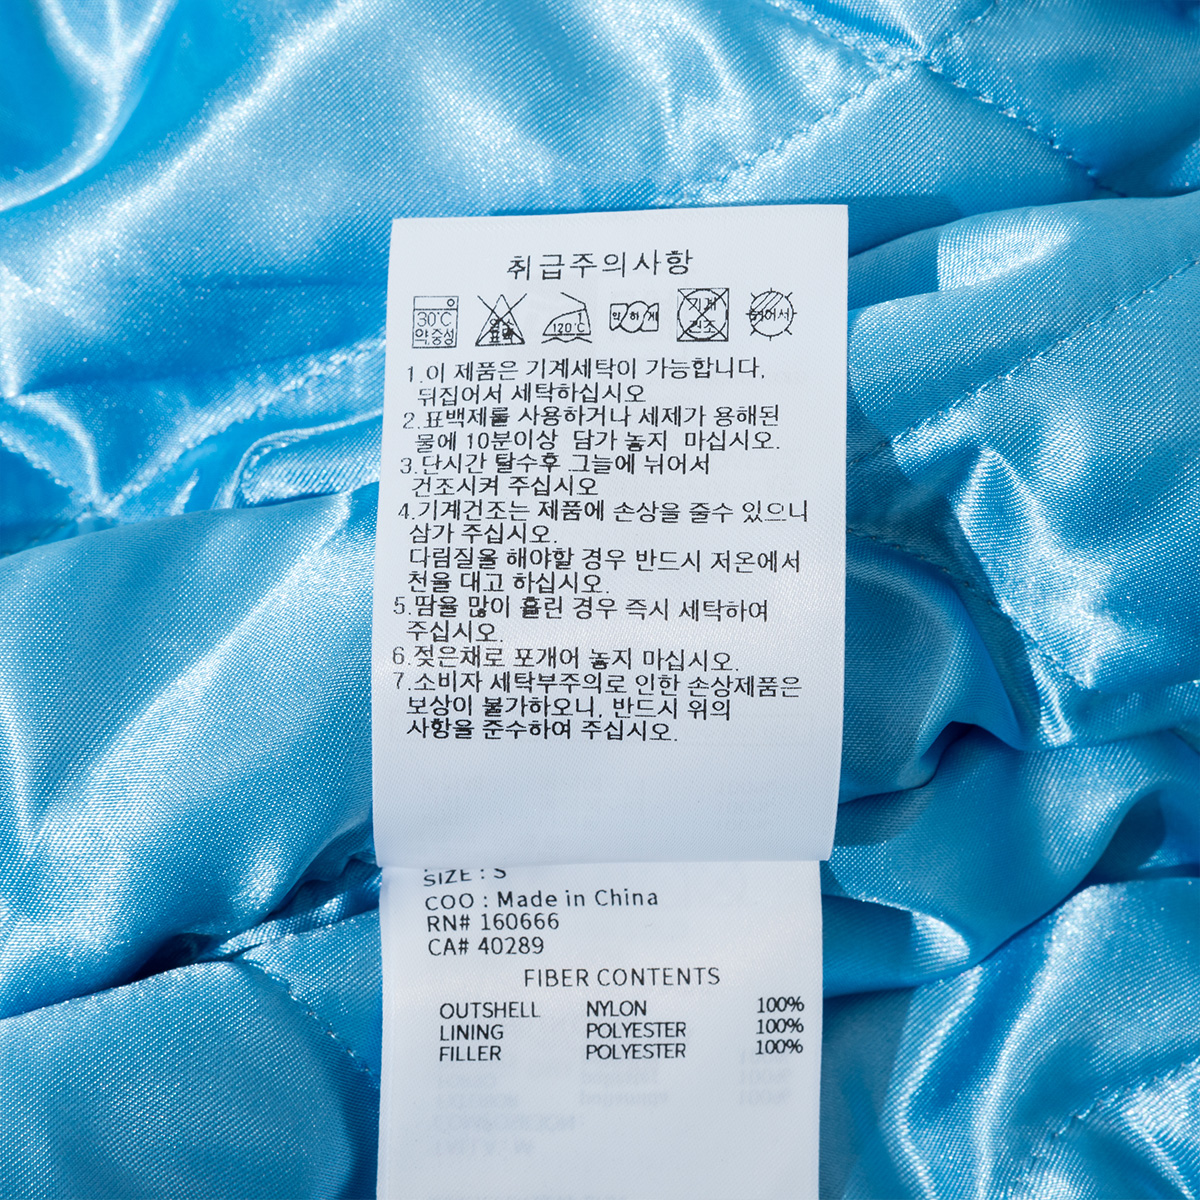 취급주의사항
30℃
약,중성
염소
표백
1
120℃
약하게
기계
건조
뉘어서
1.이 제품은 기계세탁이 가능합니다,
뒤집어서 세탁하십시오
2.표백제를 사용하거나 세제가 용해된
물에 10분이상 담가 놓지 마십시오.
3.단시간 탈수후 그늘에 뉘어서
건조시켜 주십시오
4.기계건조는 제품에 손상을 줄수 있으니
삼가 주십시오.
다림질을 해야할 경우 반드시 저온에서
천을 대고 하십시오.
5.땀을 많이 흘린 경우 즉시 세탁하여
주십시오.
6.젖은채로 포개어 놓지 마십시오.
7.소비자 세탁부주의로 인한 손상제품은
보상이 불가하오니, 반드시 위의
사항을 준수하여 주십시오.
SIZE : S
COO : Made in China
RN# 160666
CA# 40289
FIBER CONTENTS
OUTSHELL NYLON 100%
LINING POLYESTER 100%
FILLER POLYESTER 100%